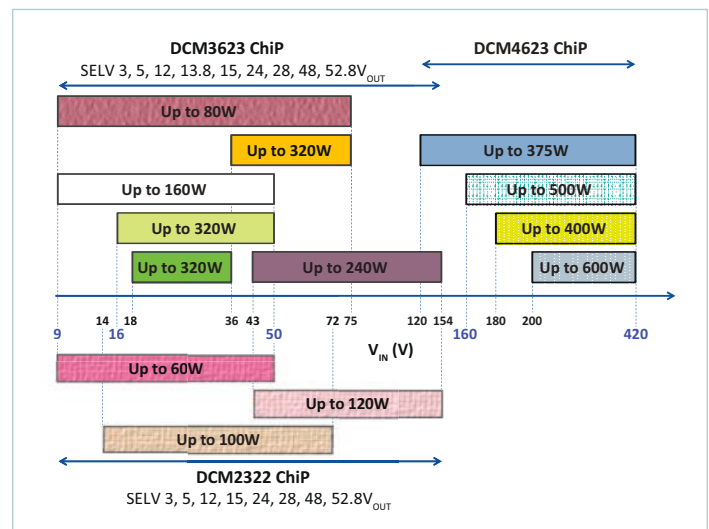 DCM3623 ChiP
SELV 3, 5, 12, 13.8, 15, 24, 28, 48, 52.8V_OUT
DCM4623 ChiP
Up to 80W
Up to 320W
Up to 375W
Up to 160W
Up to 500W
Up to 320W
Up to 400W
Up to 320W
Up to 240W
Up to 600W
14 18 36 43 72 75 120 154 180 200
9 16 50 160 420
V_IN (V)
Up to 60W
Up to 120W
Up to 100W
DCM2322 ChiP
SELV 3, 5, 12, 15, 24, 28, 48, 52.8V_OUT